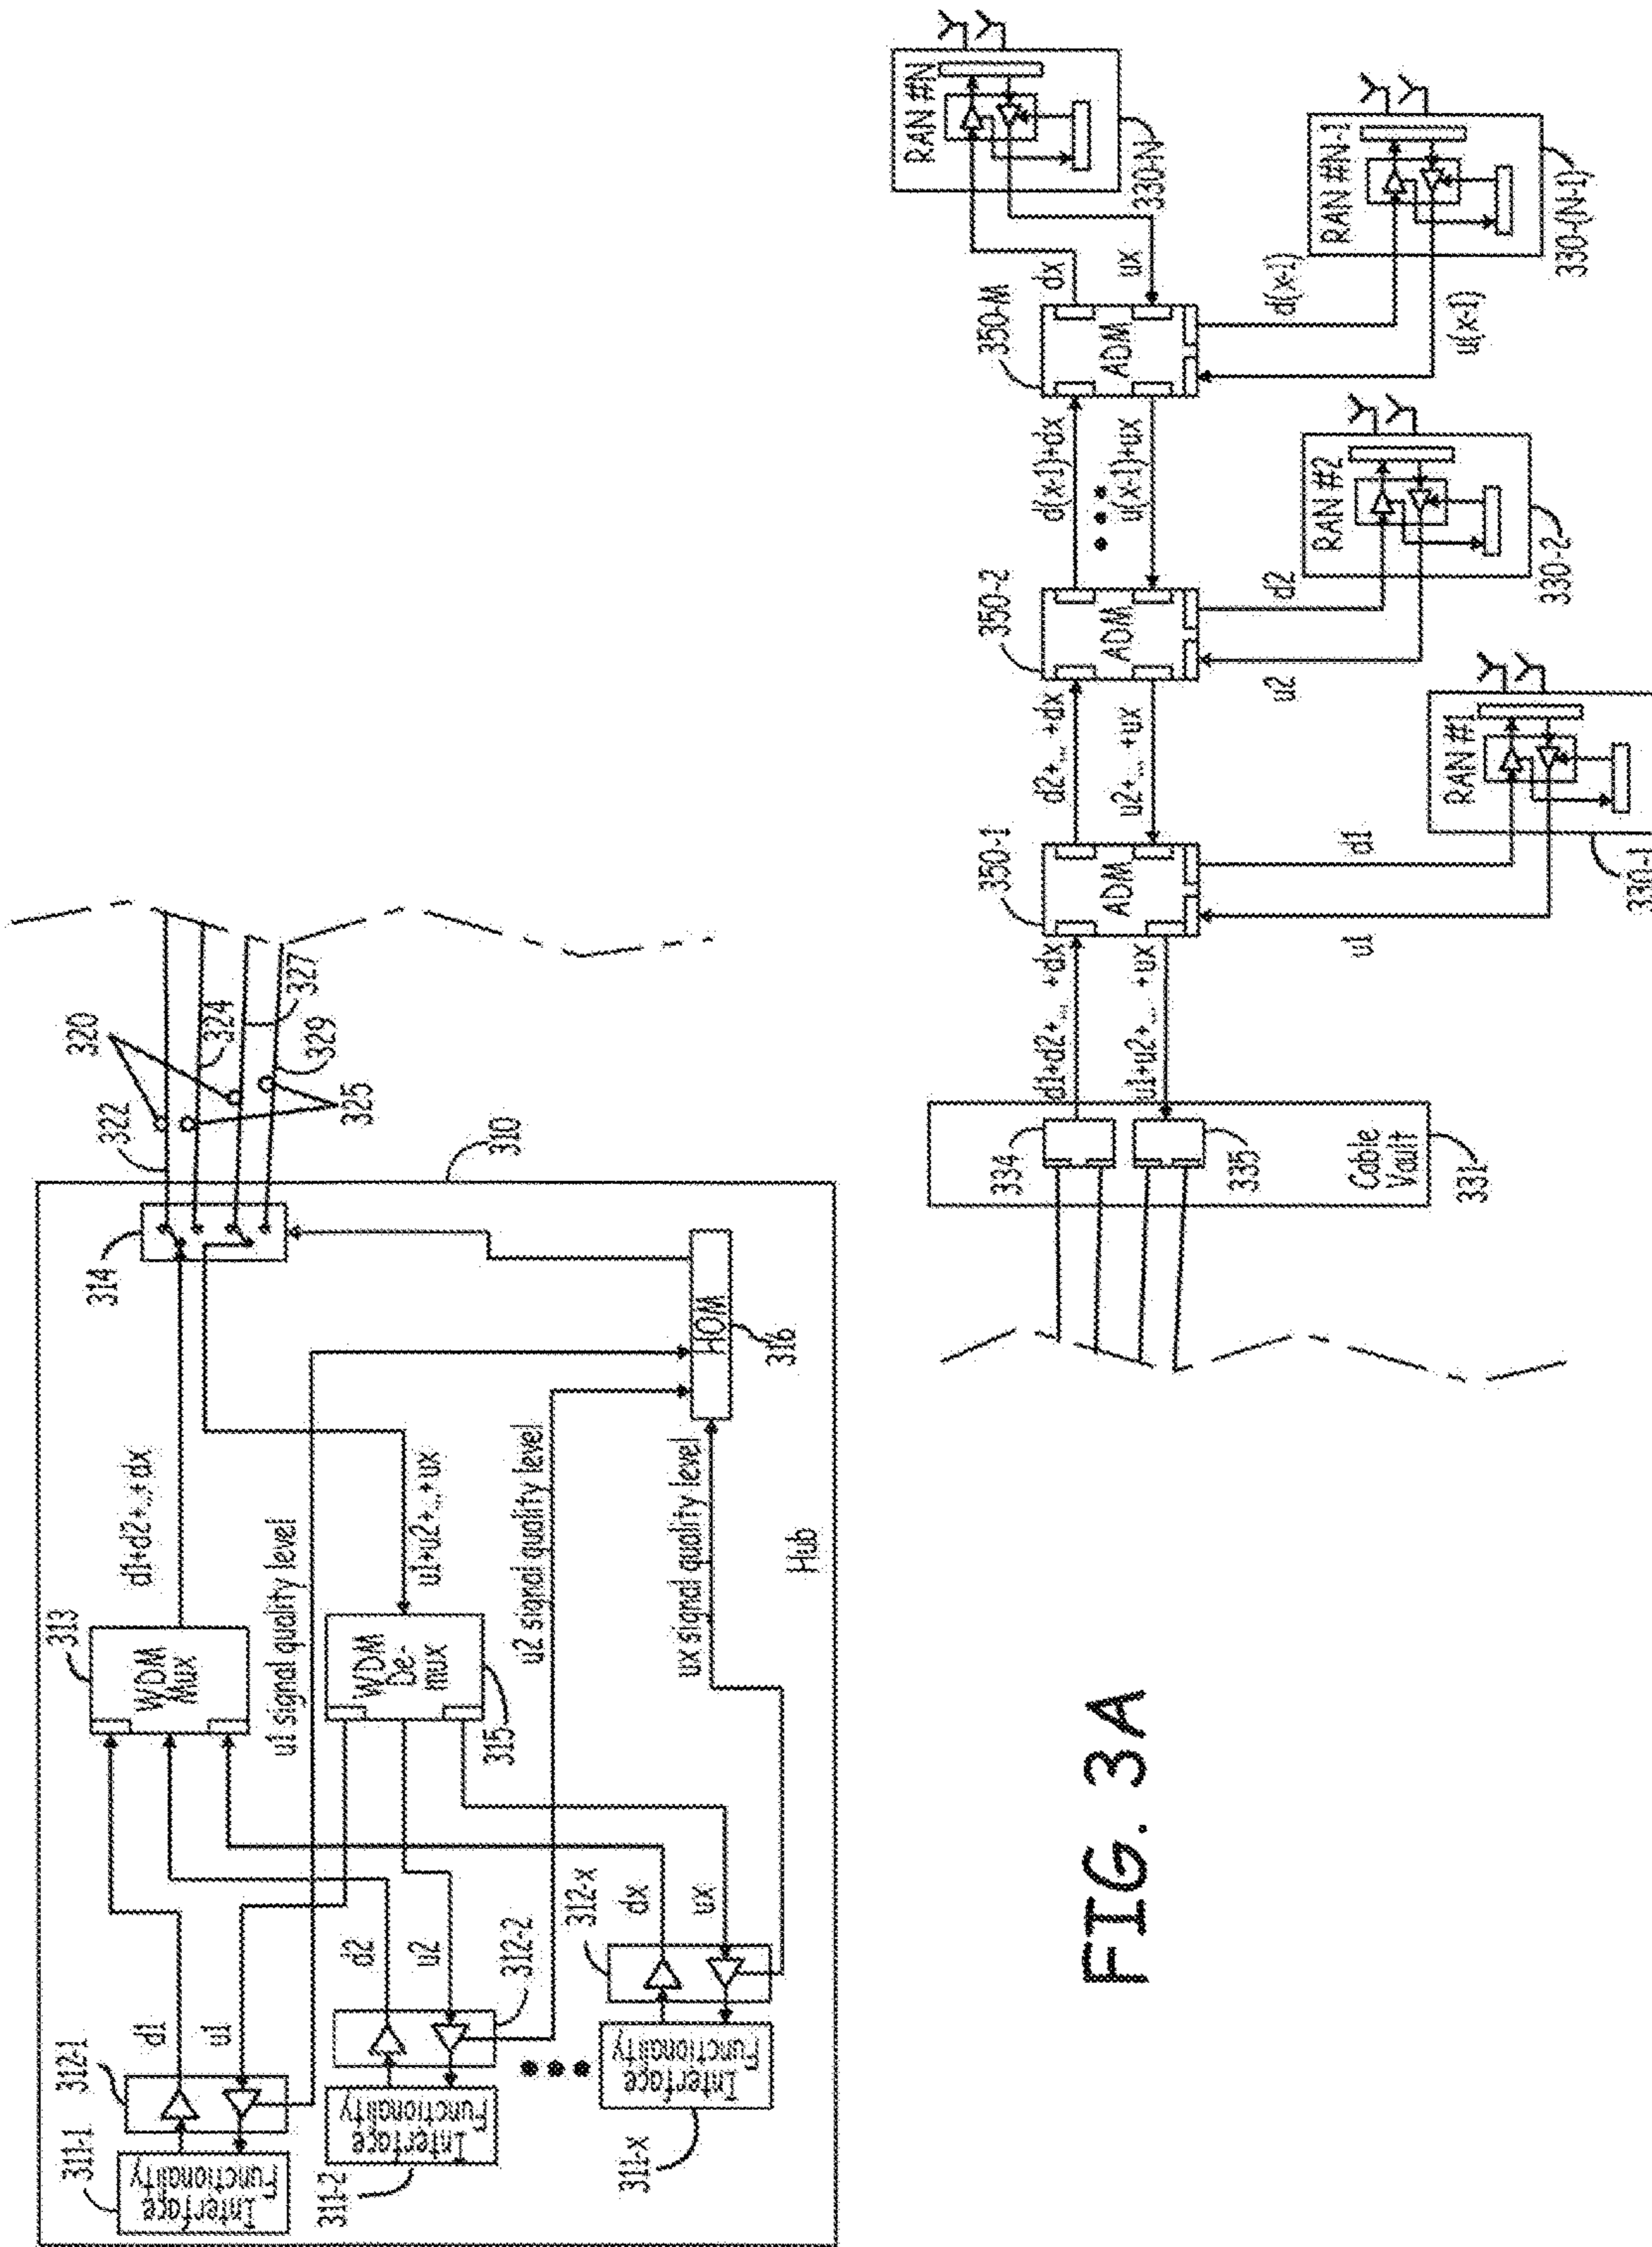 311-1
Interface
Functionality
312-1
d1
u1
311-2
Interface
Functionality
312-2
d2
u2
311-x
Interface
Functionality
312-x
dx
ux
313
WDM
Mux
d1+d2+...+dx
u1 signal quality level
WDM
De-
mux
315
u1+u2+...+ux
u2 signal quality level
ux signal quality level
Hub
314
HOM
316
310
322
320
324
327
329
325
334
335
Cable
Vault
331
d1+d2+... +dx
u1+u2+... +ux
350-1
ADM
d1
u1
RAN #1
330-1
d2+... +dx
u2+... +ux
350-2
ADM
d2
u2
RAN #2
330-2
d(x-1)+dx
u(x-1)+ux
350-M
ADM
d(x-1)
u(x-1)
RAN #N-1
330-(N-1)
dx
ux
RAN #N
330-N
FIG. 3A